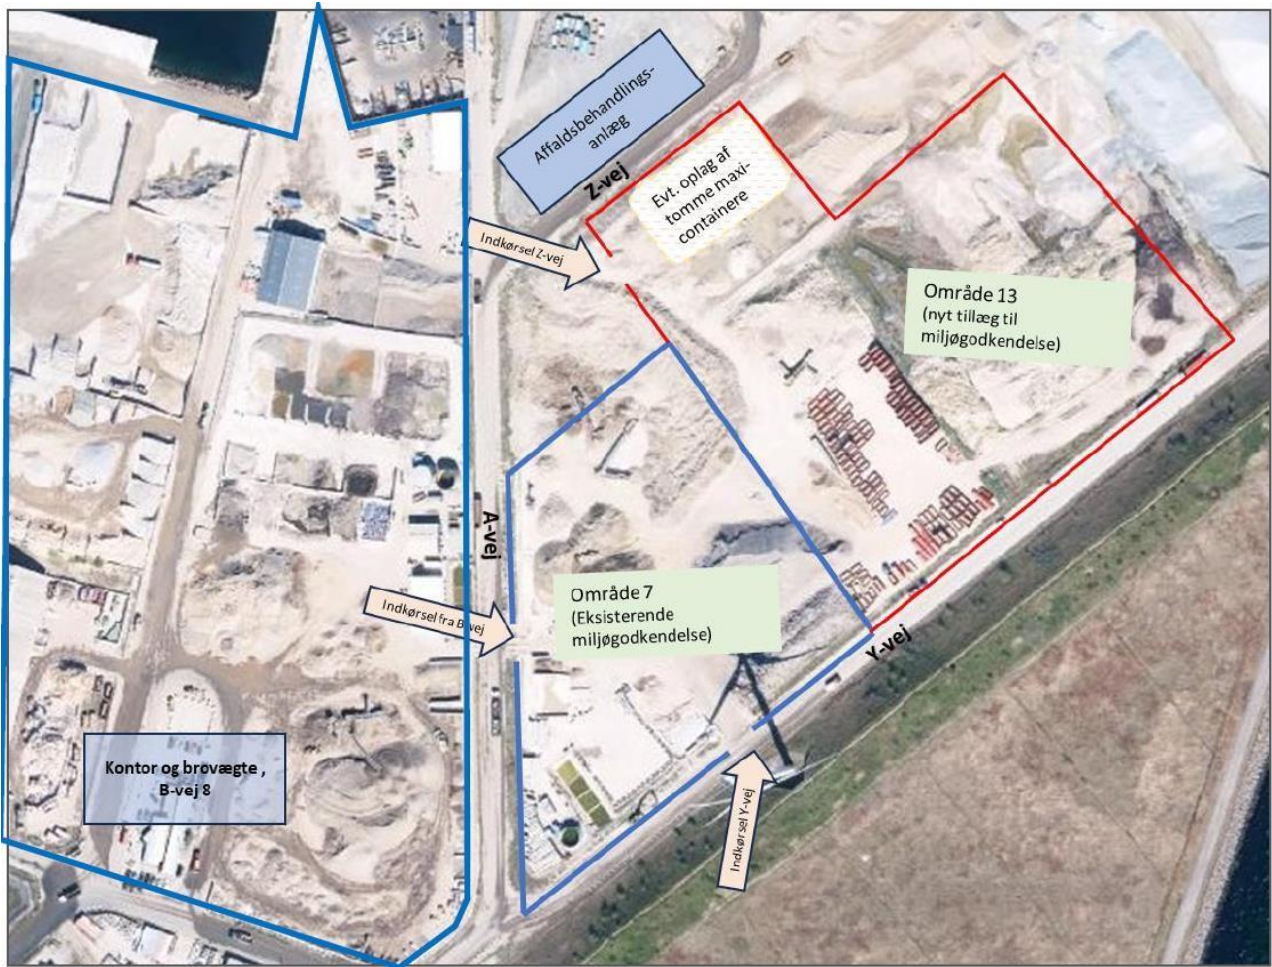 Affaldsbehandlings-
anlæg
Z-vej
Evt. oplag af
tomme maxi-
containere
Indkørsel Z-vej
Område 13
(nyt tillæg til
miljøgodkendelse)
A-vej
Indkørsel fra B-vej
Område 7
(Eksisterende
miljøgodkendelse)
Y-vej
Kontor og brovægte ,
B-vej 8
Indkørsel Y-vej